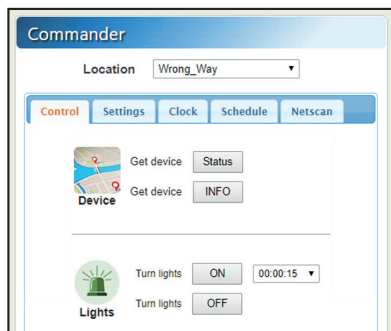 Commander
Location Wrong_Way
Control Settings Clock Schedule Netscan
Get device Status
Get device INFO
Device
Turn lights ON 00:00:15
Turn lights OFF
Lights